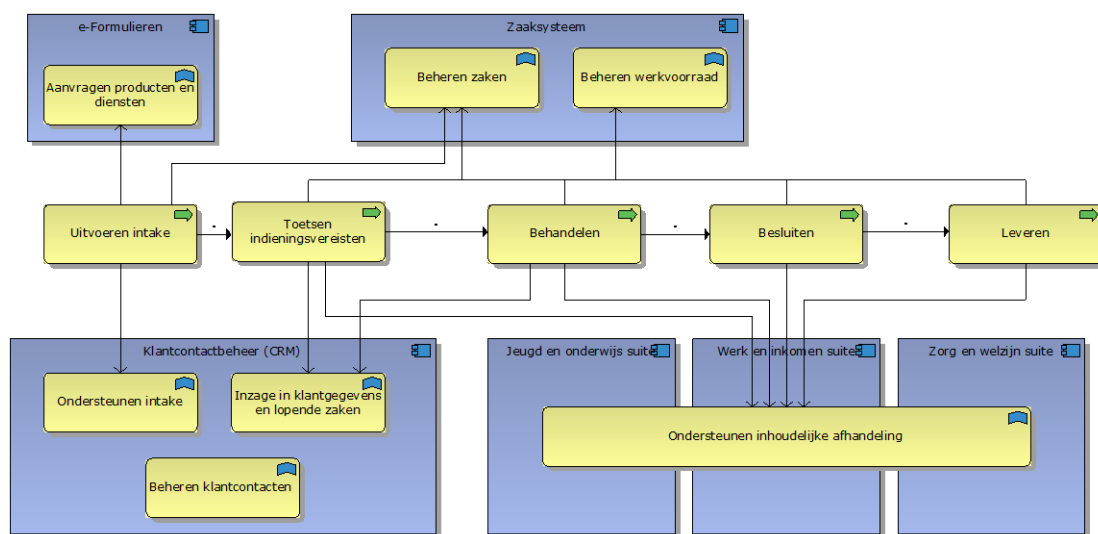 e-Formulieren
Zaaksysteem
Aanvragen producten en
diensten
Beheren zaken
Beheren werkvoorraad
Uitvoeren intake
Toetsen
indieningsvereisten
Behandelen
Besluiten
Leveren
Klantcontactbeheer (CRM)
Jeugd en onderwijs suite
Werk en inkomen suite
Zorg en welzijn suite
Ondersteunen intake
Inzage in klantgegevens
en lopende zaken
Ondersteunen inhoudelijke afhandeling
Beheren klantcontacten